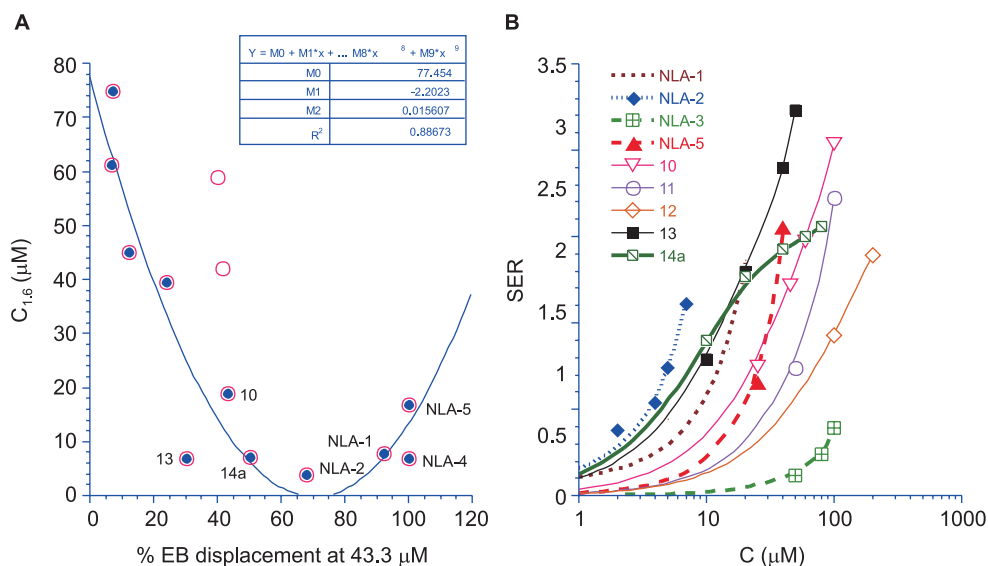 A
Y = M0 + M1*x + ... M8*x 8 + M9*x 9
M0 77.454
M1 -2.2023
M2 0.015607
R2 0.88673
80
70
60
50
40
30
20
10
0
C1.6 (μM)
10
13
14a
NLA-1
NLA-2
NLA-5
NLA-4
0 20 40 60 80 100 120
% EB displacement at 43.3 μM
B
3.5
3
2.5
2
1.5
1
0.5
0
SER
NLA-1
NLA-2
NLA-3
NLA-5
10
11
12
13
14a
1 10 100 1000
C (μM)